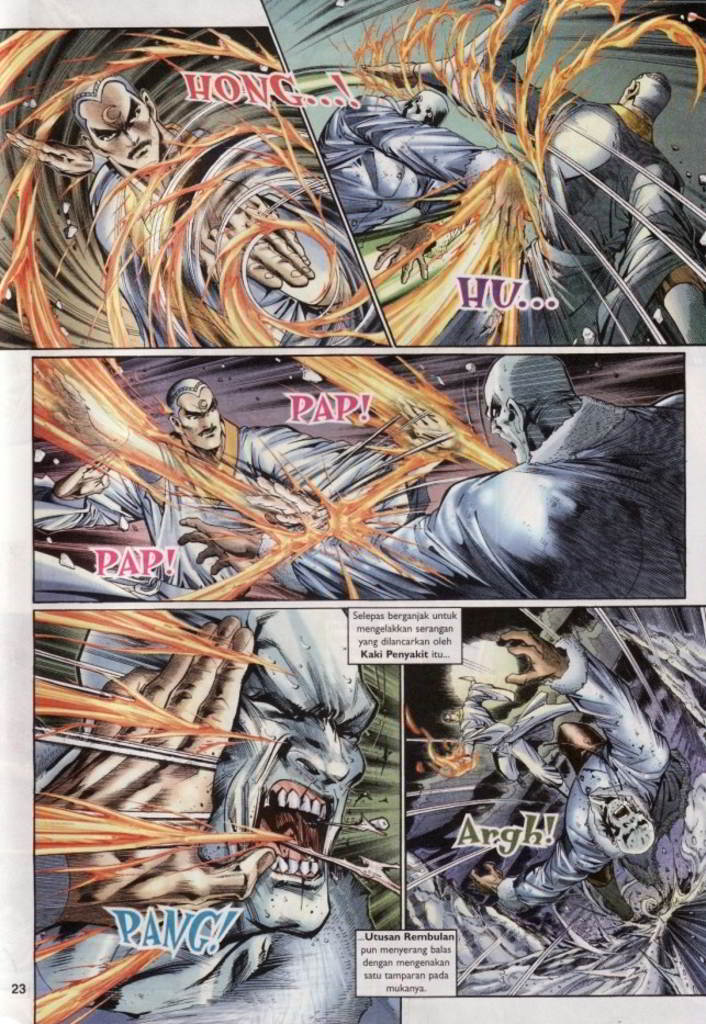 HONG...!
HU...
PAP!
PAP!
Selepas berganjak untuk
mengelakkan serangan
yang dilancarkan oleh
Kaki Penyakit itu...
PANG!
Argh!
...Utusan Rembulan
pun menyerang balas
dengan mengenakan
satu tamparan pada
mukanya.
23